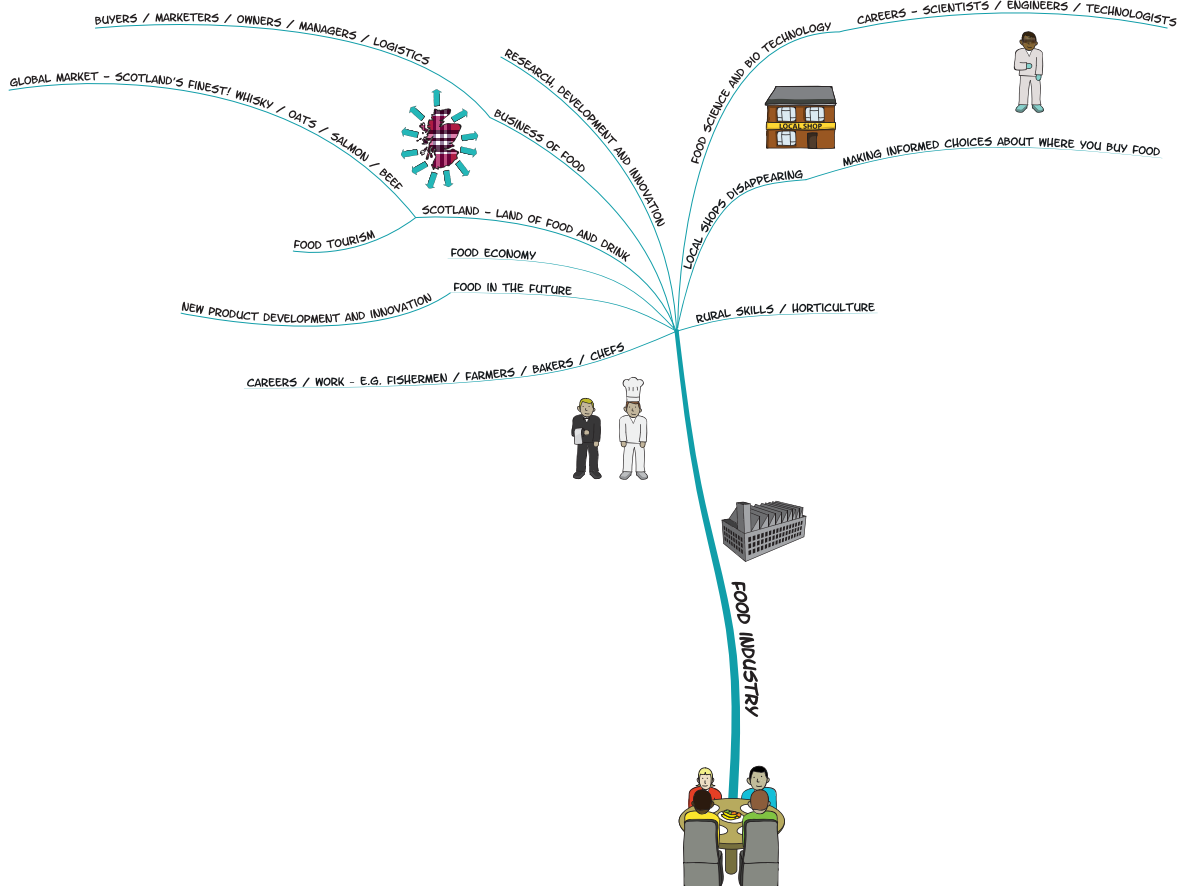 BUYERS / MARKETERS / OWNERS / MANAGERS / LOGISTICS
GLOBAL MARKET - SCOTLAND'S FINEST! WHISKY / OATS / SALMON / BEEF
BUSINESS OF FOOD
RESEARCH, DEVELOPMENT AND INNOVATION
SCOTLAND - LAND OF FOOD AND DRINK
FOOD TOURISM
FOOD ECONOMY
FOOD IN THE FUTURE
NEW PRODUCT DEVELOPMENT AND INNOVATION
CAREERS / WORK - E.G. FISHERMEN / FARMERS / BAKERS / CHEFS
FOOD SCIENCE AND BIO TECHNOLOGY
CAREERS - SCIENTISTS / ENGINEERS / TECHNOLOGISTS
LOCAL SHOP
LOCAL SHOPS DISAPPEARING
MAKING INFORMED CHOICES ABOUT WHERE YOU BUY FOOD
RURAL SKILLS / HORTICULTURE
FOOD INDUSTRY